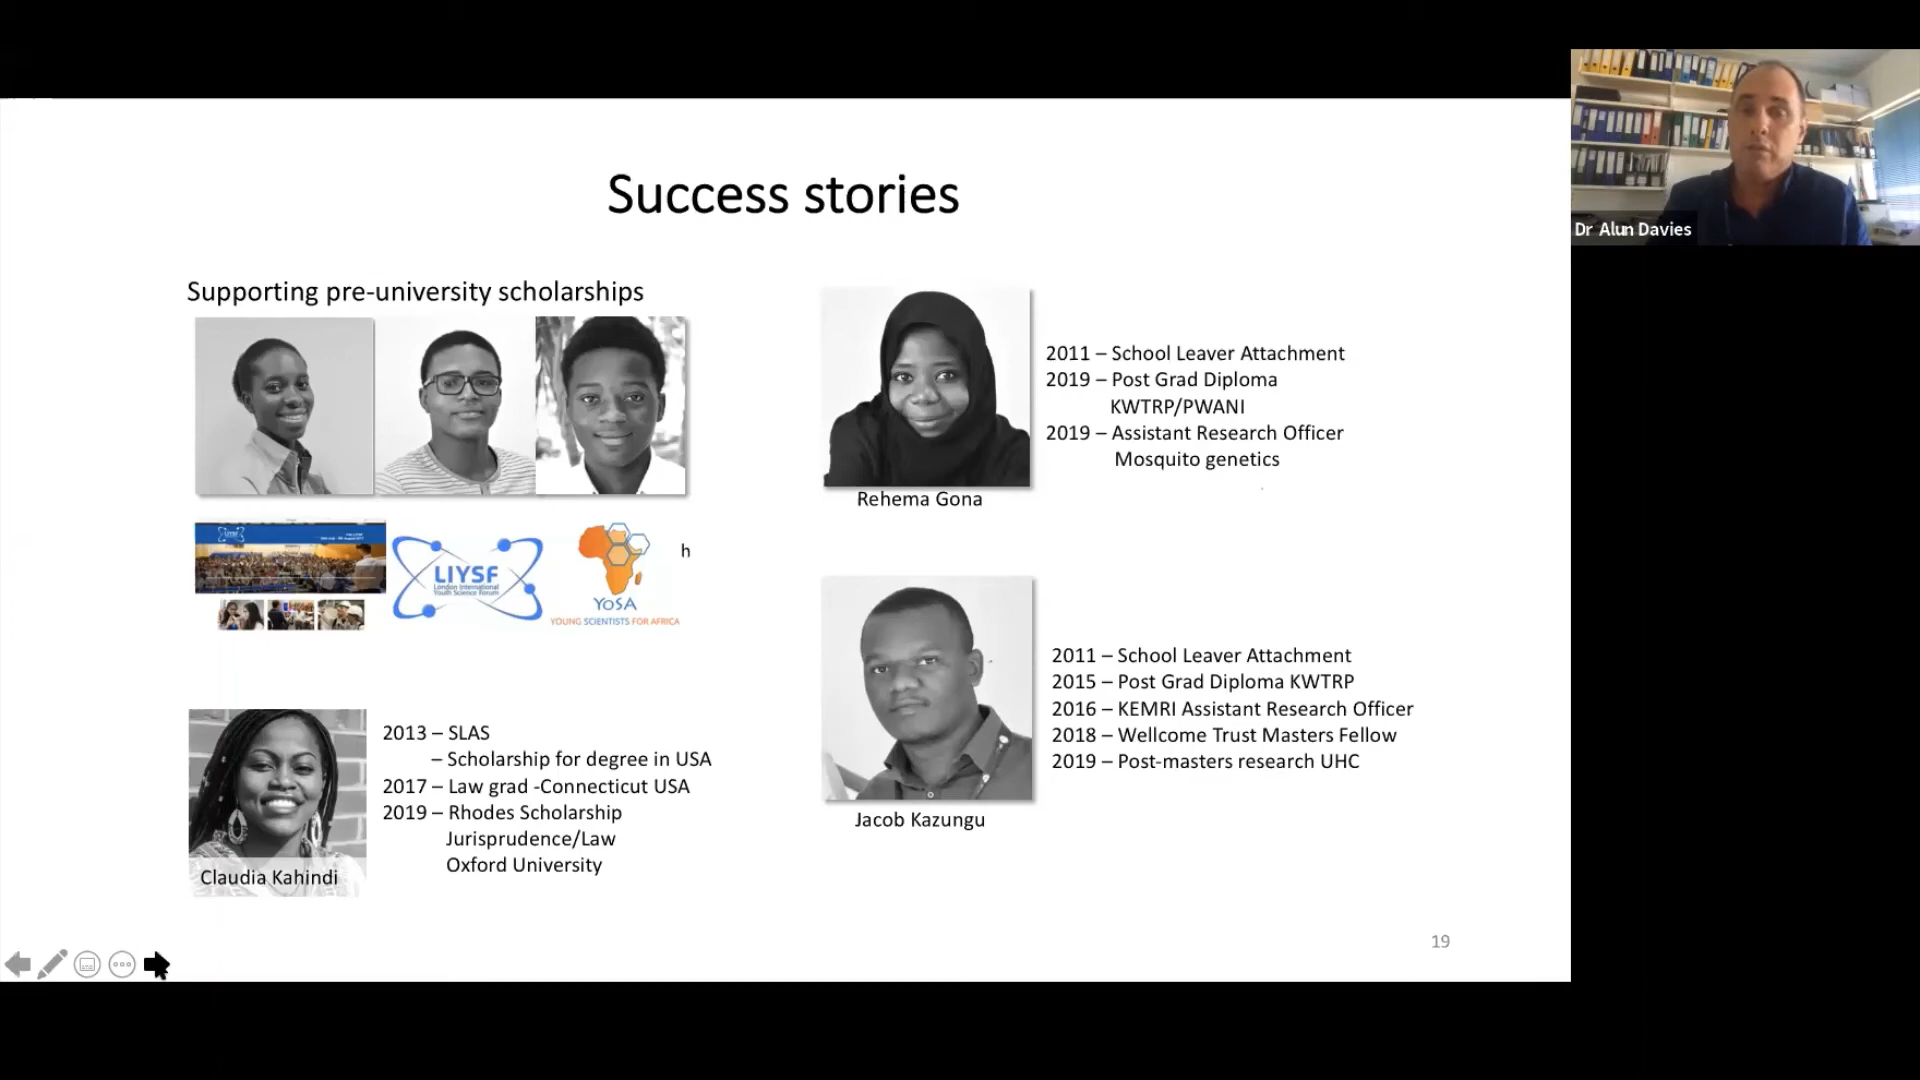 Success stories
Supporting pre-university scholarships
LIYSF
London International
Youth Science Forum
YoSA
YOUNG SCIENTISTS FOR AFRICA
h
2013 – SLAS
– Scholarship for degree in USA
2017 – Law grad -Connecticut USA
2019 – Rhodes Scholarship
Jurisprudence/Law
Oxford University
Claudia Kahindi
2011 – School Leaver Attachment
2019 – Post Grad Diploma
KWTRP/PWANI
2019 – Assistant Research Officer
Mosquito genetics
Rehema Gona
2011 – School Leaver Attachment
2015 – Post Grad Diploma KWTRP
2016 – KEMRI Assistant Research Officer
2018 – Wellcome Trust Masters Fellow
2019 – Post-masters research UHC
Jacob Kazungu
19
Dr Alun Davies